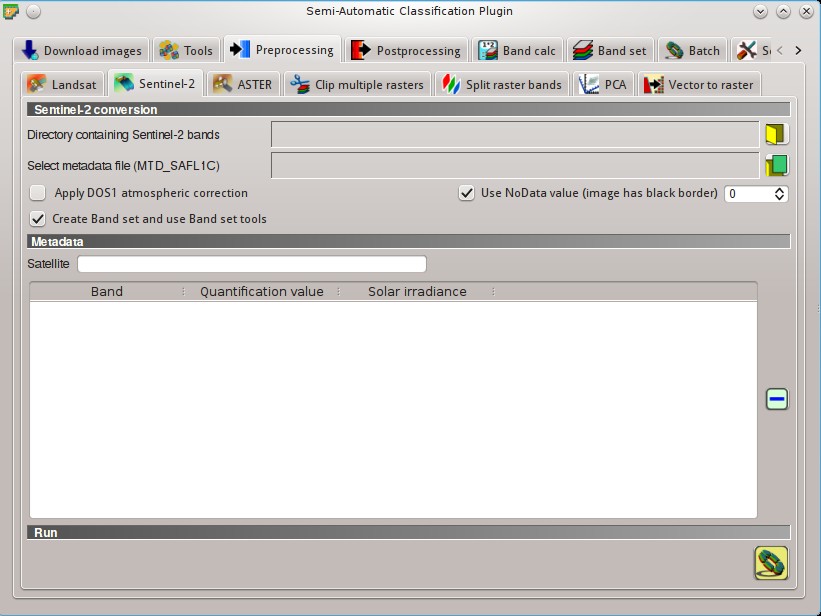 Semi-Automatic Classification Plugin
Download images Tools Preprocessing Postprocessing Band calc Band set Batch
Landsat Sentinel-2 ASTER Clip multiple rasters Split raster bands PCA Vector to raster
Sentinel-2 conversion
Directory containing Sentinel-2 bands
Select metadata file (MTD_SAFL1C)
Apply DOS1 atmospheric correction Use NoData value (image has black border) 0
Create Band set and use Band set tools
Metadata
Satellite
Band Quantification value Solar irradiance
Run